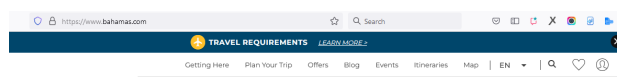 https://www.bahamas.com Search
TRAVEL REQUIREMENTS LEARN MORE »
Getting Here Plan Your Trip Offers Blog Events Itineraries Map | EN |